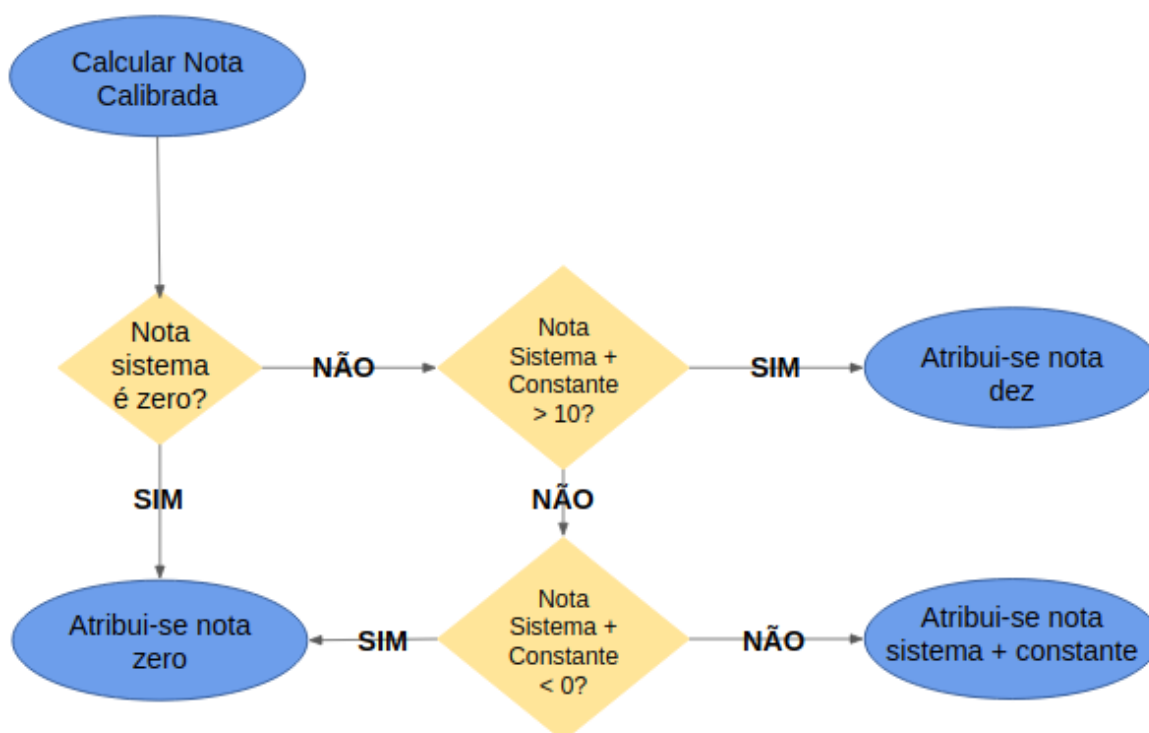 Calcular Nota
Calibrada
Nota
sistema
é zero?
NÃO
Nota
Sistema +
Constante
> 10?
SIM
Atribui-se nota
dez
SIM
NÃO
Atribui-se nota
zero
SIM
Nota
Sistema +
Constante
< 0?
NÃO
Atribui-se nota
sistema + constante